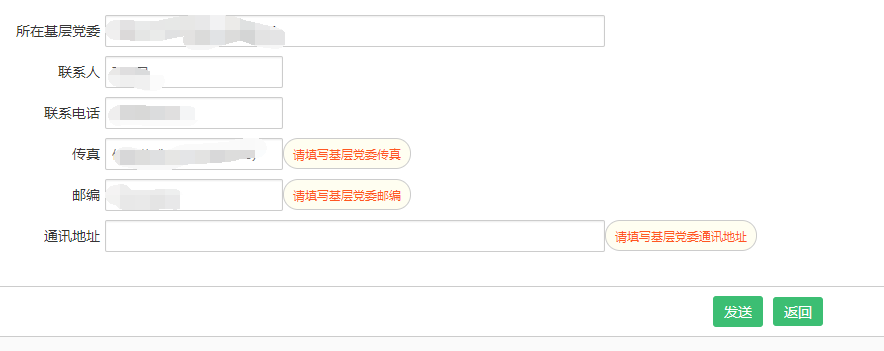 所在基层党委
联系人
联系电话
传真 请填写基层党委传真
邮编 请填写基层党委邮编
通讯地址 请填写基层党委通讯地址
发送 返回